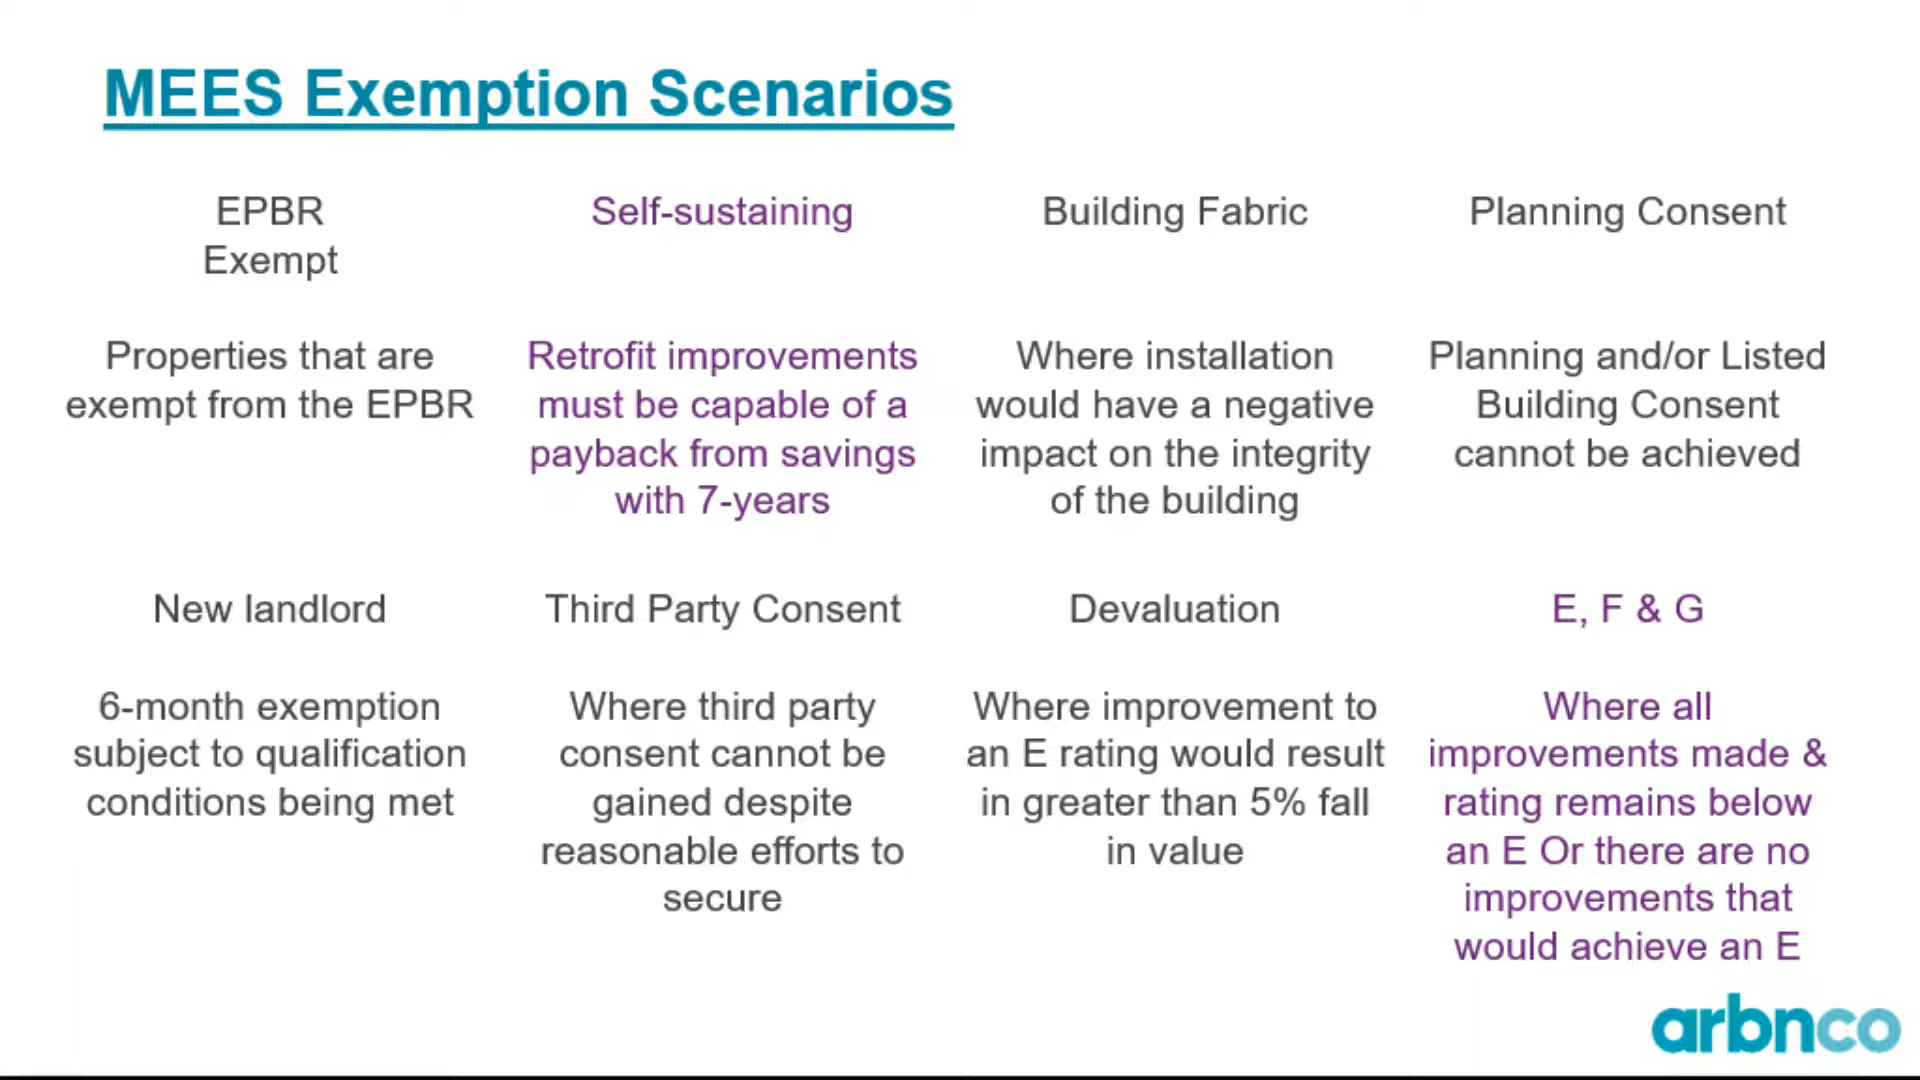 MEES Exemption Scenarios
EPBR
Exempt
Properties that are
exempt from the EPBR
Self-sustaining
Retrofit improvements
must be capable of a
payback from savings
with 7-years
Building Fabric
Where installation
would have a negative
impact on the integrity
of the building
Planning Consent
Planning and/or Listed
Building Consent
cannot be achieved
New landlord
6-month exemption
subject to qualification
conditions being met
Third Party Consent
Where third party
consent cannot be
gained despite
reasonable efforts to
secure
Devaluation
Where improvement to
an E rating would result
in greater than 5% fall
in value
E, F & G
Where all
improvements made &
rating remains below
an E Or there are no
improvements that
would achieve an E
arbnco